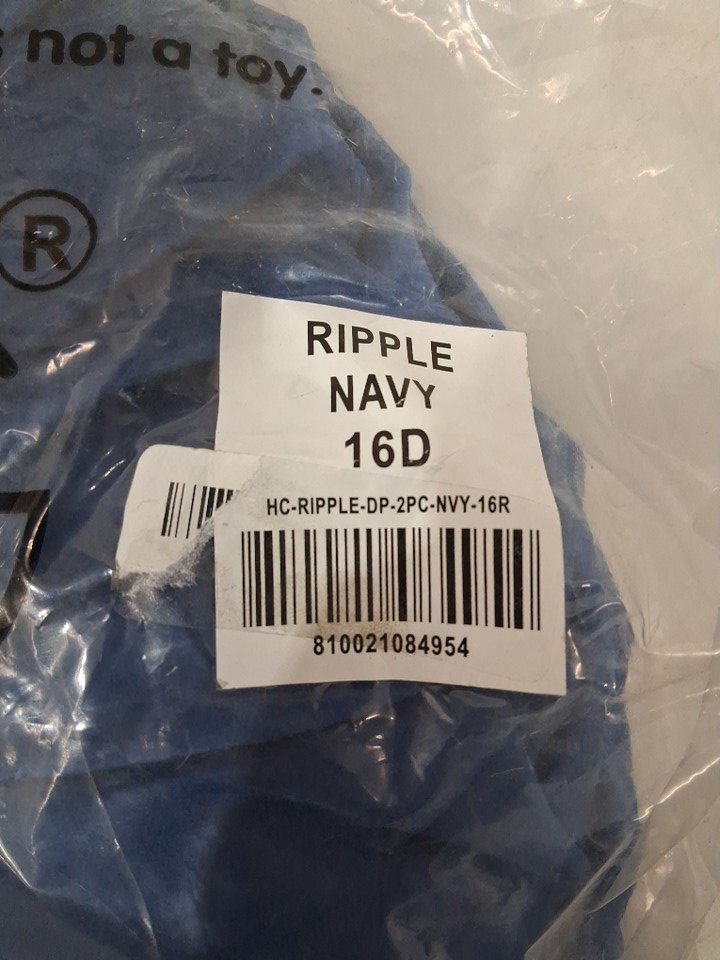 not a toy.
®
RIPPLE
NAVY
16D
HC-RIPPLE-DP-2PC-NVY-16R
810021084954